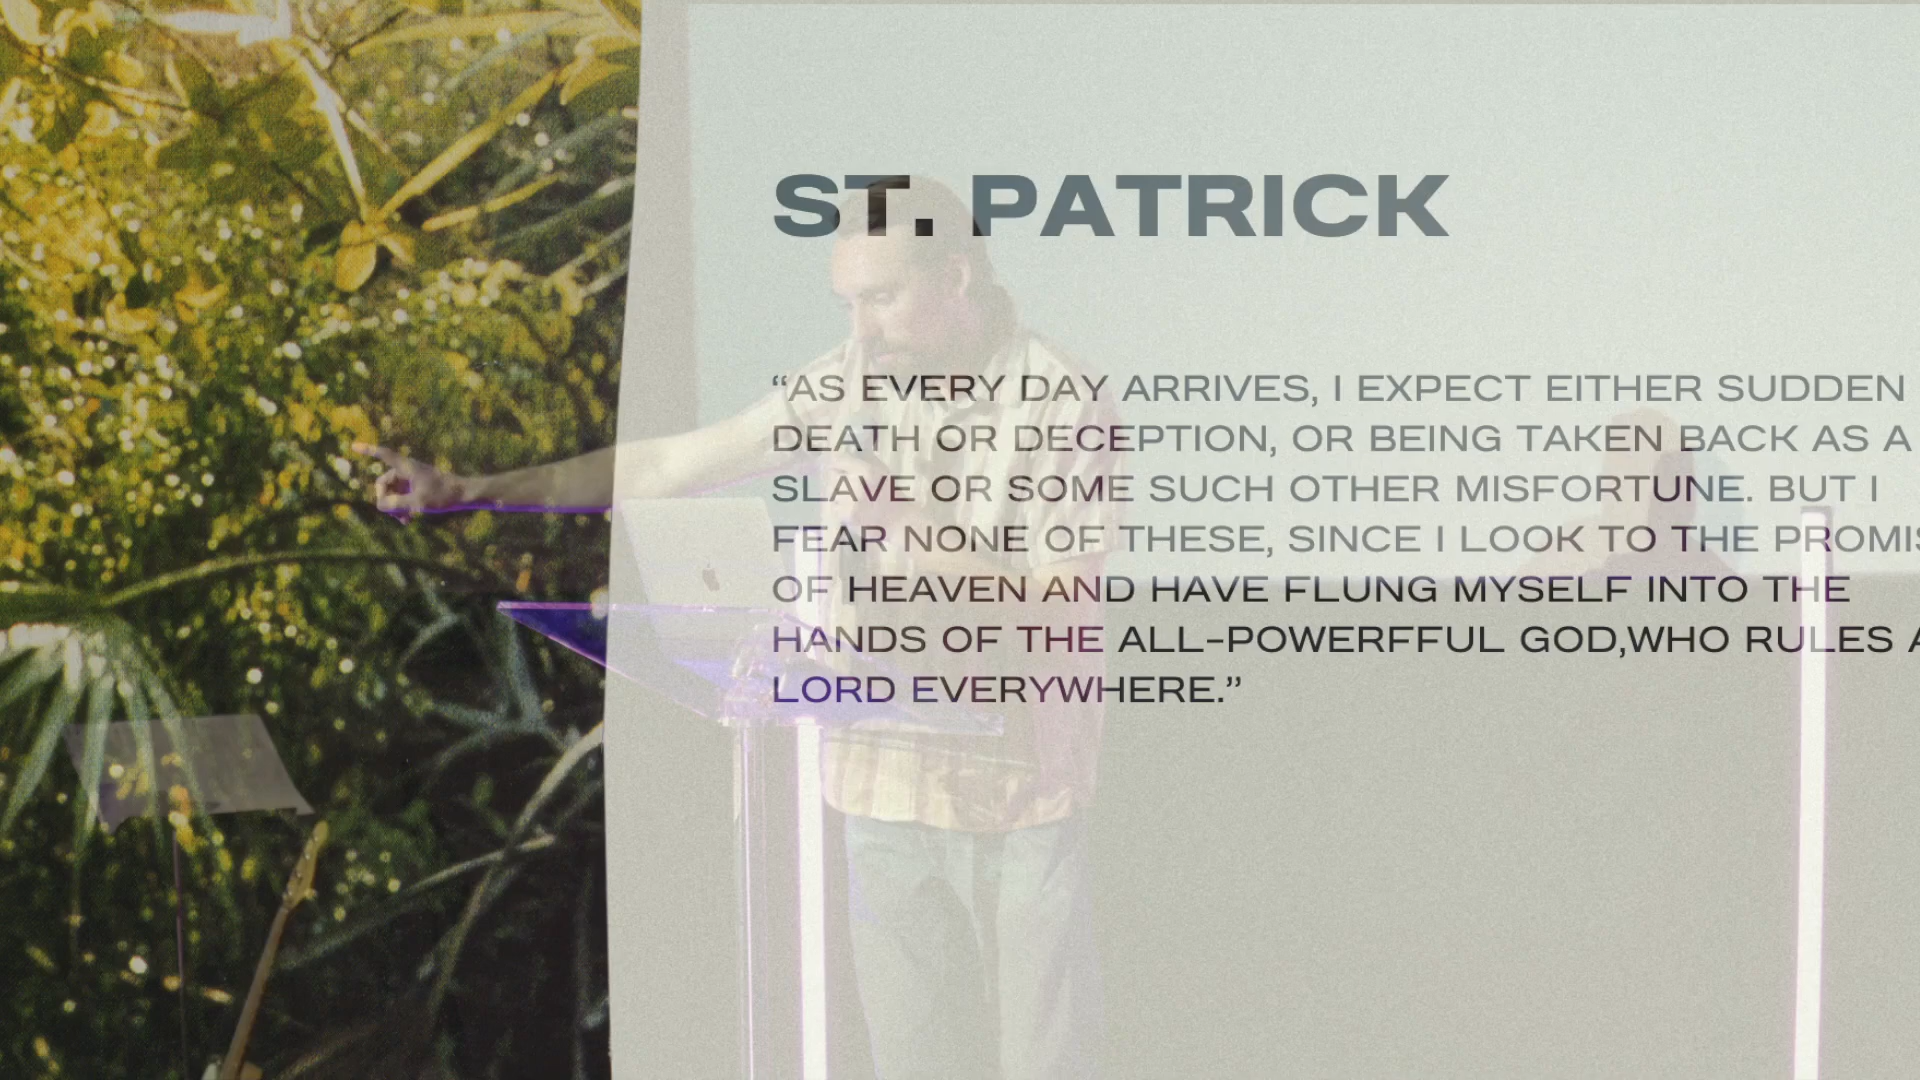 ST. PATRICK
“AS EVERY DAY ARRIVES, I EXPECT EITHER SUDDEN
DEATH OR DECEPTION, OR BEING TAKEN BACK AS A
SLAVE OR SOME SUCH OTHER MISFORTUNE. BUT I
FEAR NONE OF THESE, SINCE I LOOK TO THE PROMIS
OF HEAVEN AND HAVE FLUNG MYSELF INTO THE
HANDS OF THE ALL-POWERFFUL GOD,WHO RULES A
LORD EVERYWHERE.”